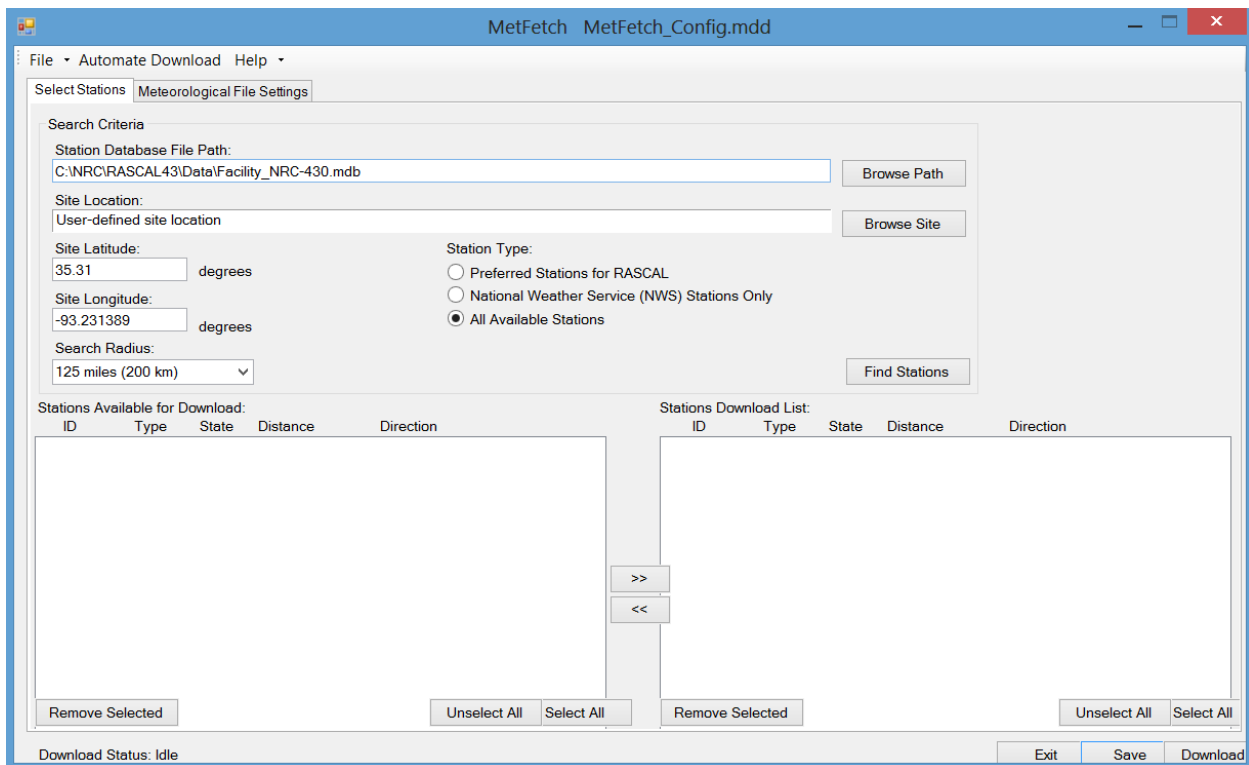 MetFetch MetFetch_Config.mdd
File Automate Download Help
Select Stations Meteorological File Settings
Search Criteria
Station Database File Path:
C:\NRC\RASCAL43\Data\Facility_NRC-430.mdb
Browse Path
Site Location:
User-defined site location
Browse Site
Site Latitude:
35.31 degrees
Site Longitude:
-93.231389 degrees
Search Radius:
125 miles (200 km)
Station Type:
Preferred Stations for RASCAL
National Weather Service (NWS) Stations Only
All Available Stations
Find Stations
Stations Available for Download:
ID Type State Distance Direction
Stations Download List:
ID Type State Distance Direction
>>
<<
Remove Selected Unselect All Select All
Remove Selected Unselect All Select All
Download Status: Idle
Exit Save Download